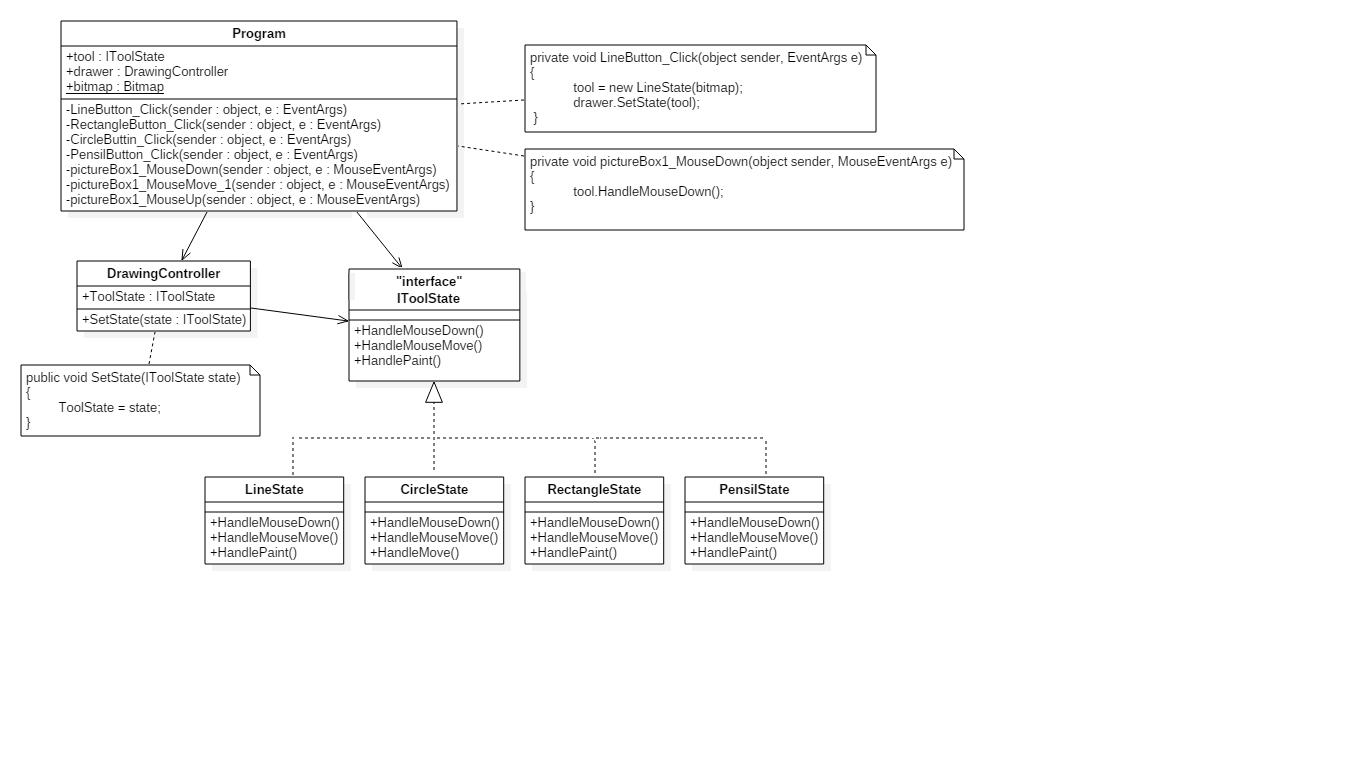 Program
+tool : IToolState
+drawer : DrawingController
+bitmap : Bitmap
-LineButton_Click(sender : object, e : EventArgs)
-RectangleButton_Click(sender : object, e : EventArgs)
-CircleButtin_Click(sender : object, e : EventArgs)
-PensilButton_Click(sender : object, e : EventArgs)
-pictureBox1_MouseDown(sender : object, e : MouseEventArgs)
-pictureBox1_MouseMove_1(sender : object, e : MouseEventArgs)
-pictureBox1_MouseUp(sender : object, e : MouseEventArgs)
private void LineButton_Click(object sender, EventArgs e)
{
tool = new LineState(bitmap);
drawer.SetState(tool);
}
private void pictureBox1_MouseDown(object sender, MouseEventArgs e)
{
tool.HandleMouseDown();
}
DrawingController
+ToolState : IToolState
+SetState(state : IToolState)
"interface"
IToolState
+HandleMouseDown()
+HandleMouseMove()
+HandlePaint()
public void SetState(IToolState state)
{
ToolState = state;
}
LineState
+HandleMouseDown()
+HandleMouseMove()
+HandlePaint()
CircleState
+HandleMouseDown()
+HandleMouseMove()
+HandleMove()
RectangleState
+HandleMouseDown()
+HandleMouseMove()
+HandlePaint()
PensilState
+HandleMouseDown()
+HandleMouseMove()
+HandlePaint()